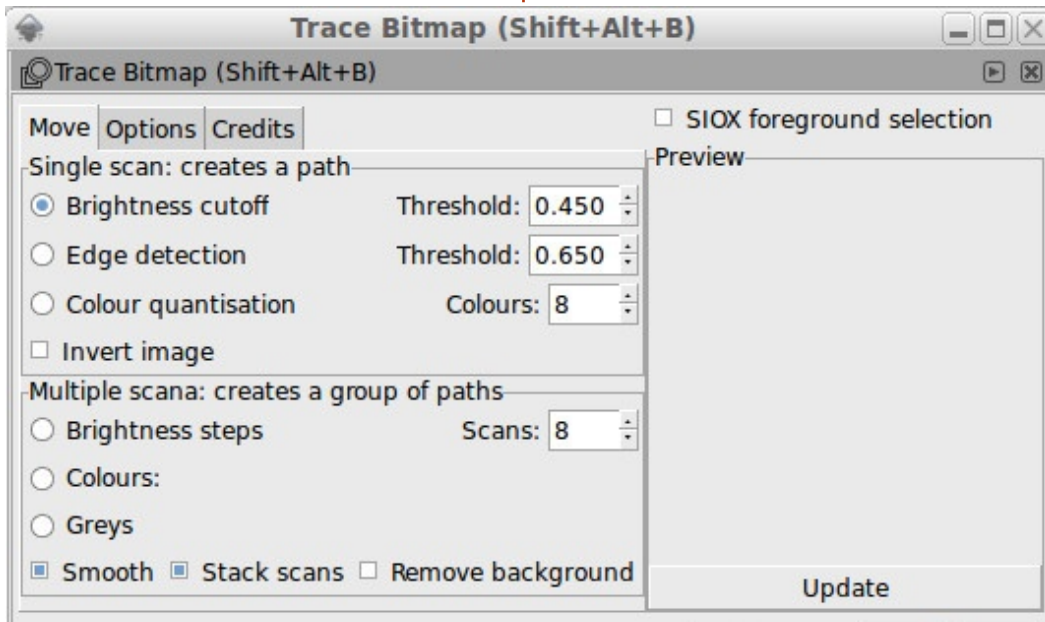 Trace Bitmap (Shift+Alt+B)
Trace Bitmap (Shift+Alt+B)
Move Options Credits
SIOX foreground selection
Single scan: creates a path
Preview
Brightness cutoff Threshold: 0.450
Edge detection Threshold: 0.650
Colour quantisation Colours: 8
Invert image
Multiple scana: creates a group of paths
Brightness steps Scans: 8
Colours:
Greys
Smooth Stack scans Remove background
Update